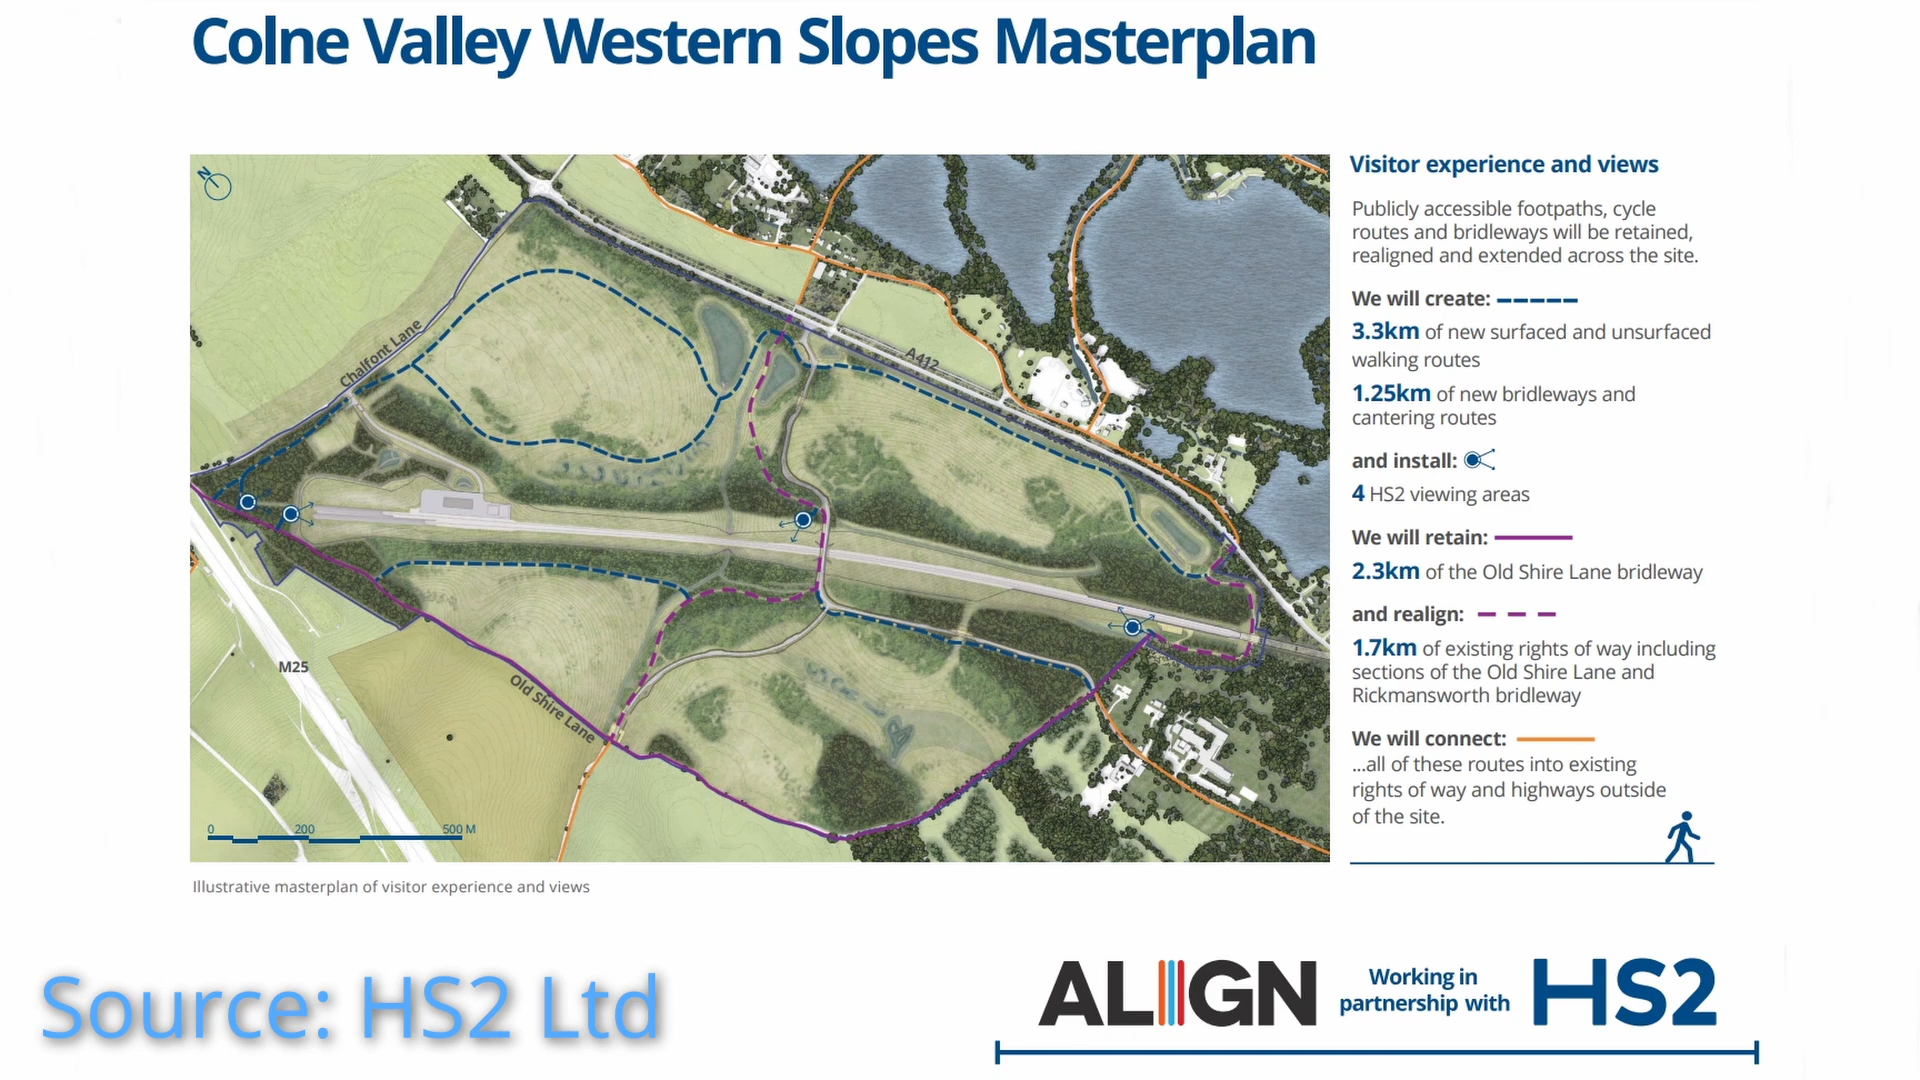 Colne Valley Western Slopes Masterplan
N
Chalfont Lane
A412
M25
Old Shire Lane
0 200 500 M
Illustrative masterplan of visitor experience and views
Visitor experience and views
Publicly accessible footpaths, cycle
routes and bridleways will be retained,
realigned and extended across the site.
We will create:
3.3km of new surfaced and unsurfaced
walking routes
1.25km of new bridleways and
cantering routes
and install:
4 HS2 viewing areas
We will retain:
2.3km of the Old Shire Lane bridleway
and realign:
1.7km of existing rights of way including
sections of the Old Shire Lane and
Rickmansworth bridleway
We will connect:
...all of these routes into existing
rights of way and highways outside
of the site.
Source: HS2 Ltd
ALIGN
Working in
partnership with
HS2